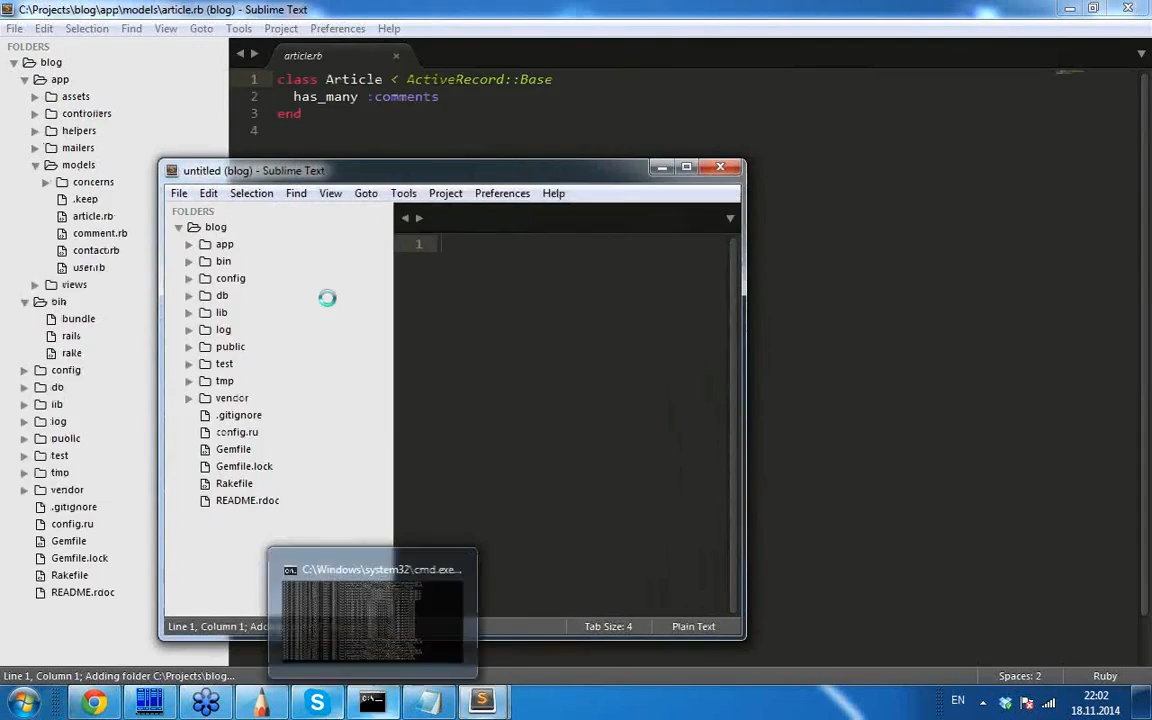 C:\Projects\blog\app\models\article.rb (blog) - Sublime Text
File Edit Selection Find View Goto Tools Project Preferences Help
FOLDERS
blog
app
assets
controllers
helpers
mailers
models
concerns
.keep
article.rb
comment.rb
contact.rb
user.rb
views
bin
bundle
rails
rake
config
db
lib
log
public
test
tmp
vendor
.gitignore
config.ru
Gemfile
Gemfile.lock
Rakefile
README.rdoc
article.rb
1 class Article < ActiveRecord::Base
2 has_many :comments
3 end
4
untitled (blog) - Sublime Text
File Edit Selection Find View Goto Tools Project Preferences Help
FOLDERS
blog
app
bin
config
db
lib
log
public
test
tmp
vendor
.gitignore
config.ru
Gemfile
Gemfile.lock
Rakefile
README.rdoc
1
C:\Windows\system32\cmd.exe...
Line 1, Column 1; Addin
Tab Size: 4 Plain Text
Line 1, Column 1; Adding folder C:\Projects\blog...
Spaces: 2 Ruby
EN
22:02
18.11.2014